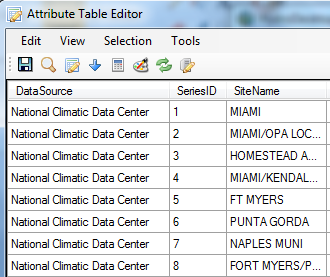 Attribute Table Editor
Edit View Selection Tools
DataSource SeriesID SiteName
National Climatic Data Center 1 MIAMI
National Climatic Data Center 2 MIAMI/OPA LOC...
National Climatic Data Center 3 HOMESTEAD A...
National Climatic Data Center 4 MIAMI/KENDAL...
National Climatic Data Center 5 FT MYERS
National Climatic Data Center 6 PUNTA GORDA
National Climatic Data Center 7 NAPLES MUNI
National Climatic Data Center 8 FORT MYERS/P...